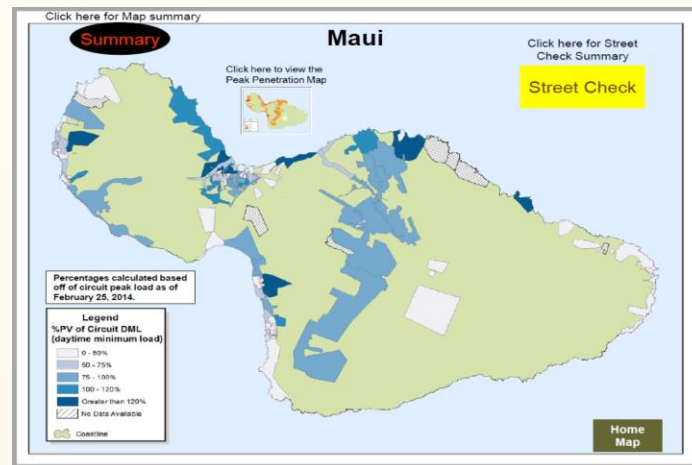 Click here for Map summary
Summary
Maui
Click here to view the
Peak Penetration Map
Click here for Street
Check Summary
Street Check
Percentages calculated based
off of circuit peak load as of
February 25, 2014.
Legend
%PV of Circuit DML
(daytime minimum load)
0 - 50%
50 - 75%
75 - 100%
100 - 120%
Greater than 120%
No Data Available
Coastline
Home
Map